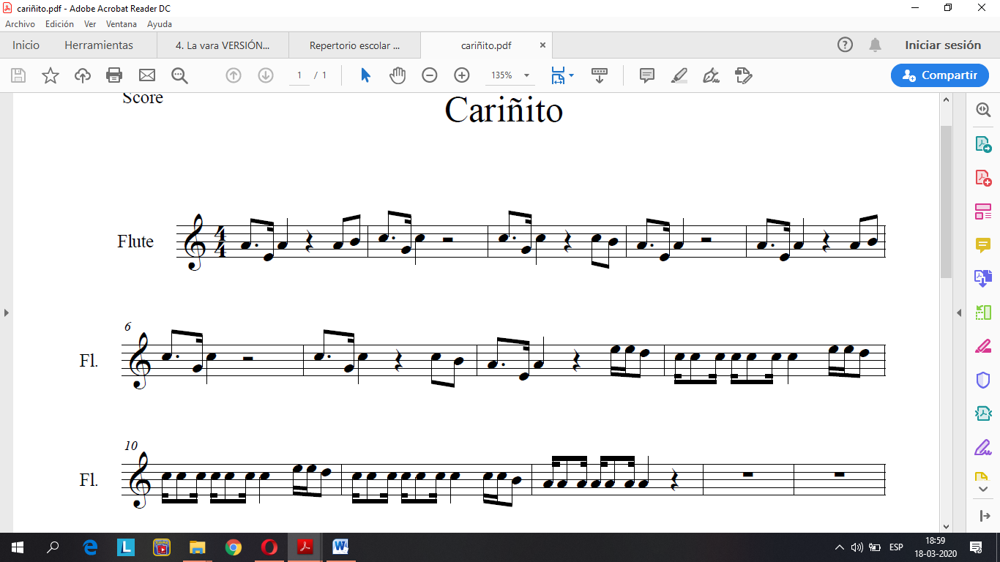 cariñito.pdf - Adobe Acrobat Reader DC
Archivo Edición Ver Ventana Ayuda
Inicio Herramientas 4. La vara VERSIÓN... Repertorio escolar ... cariñito.pdf × Iniciar sesión
1 / 1 135% Compartir
Score
Cariñito
Flute 4 4
6
Fl.
10
Fl.
L W ESP 18:59
18-03-2020